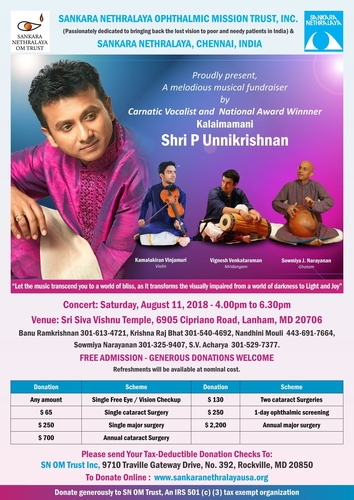 SANKARA NETHRALAYA OPHTHALMIC MISSION TRUST, INC.
(Passionately dedicated to bringing back the lost vision to poor and needy patients in India) &
SANKARA NETHRALAYA, CHENNAI, INDIA
SANKARA
NETHRALAYA
OM TRUST
SANKARA
NETHRALAYA
Proudly present,
A melodious musical fundraiser
by
Carnatic Vocalist and National Award Winnner
Kalaimamani
Shri P Unnikrishnan
Kamalakiran Vinjamuri
Violin
Vignesh Venkataraman
Mridangam
Sowmiya J. Narayanan
Ghatam
"Let the music transcend you to a world of bliss, as it transforms the visually impaired from a world of darkness to Light and Joy"
Concert: Saturday, August 11, 2018 - 4.00pm to 6.30pm
Venue: Sri Siva Vishnu Temple, 6905 Cipriano Road, Lanham, MD 20706
Banu Ramkrishnan 301-613-4721, Krishna Raj Bhat 301-540-4692, Nandhini Mouli 443-691-7664,
Sowmiya Narayanan 301-325-9407, S.V. Acharya 301-529-7377.
FREE ADMISSION - GENEROUS DONATIONS WELCOME
Refreshments will be available at nominal cost.
Donation Scheme Donation Scheme
Any amount Single Free Eye / Vision Checkup $ 130 Two cataract Surgeries
$ 65 Single cataract Surgery $ 250 1-day ophthalmic screening
$ 250 Single major surgery $ 2,200 Annual major surgery
$ 700 Annual cataract Surgery
Please send Your Tax-Deductible Donation Checks To:
SN OM Trust Inc, 9710 Traville Gateway Drive, No. 392, Rockville, MD 20850
To Donate Online : www.sankaranethralayausa.org
Donate generously to SN OM Trust, An IRS 501 (c) (3) tax exempt organization